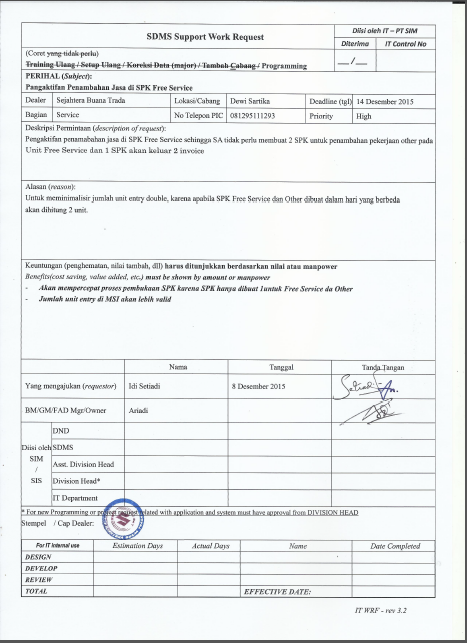 SDMS Support Work Request
Diisi oleh IT – PT SIM
Diterima IT Control No
__ /__
(Coret yang tidak perlu)
Training Ulang / Setup Ulang / Koreksi Data (major) / Tambah Cabang / Programming
PERIHAL (Subject):
Pangaktifan Penambahan Jasa di SPK Free Service
Dealer Sejahtera Buana Trada Lokasi/Cabang Dewi Sartika Deadline (tgl) 14 Desember 2015
Bagian Service No Telepon PIC 081295111293 Priority High
Deskripsi Permintaan (description of request):
Pengaktifan penamabahan jasa di SPK Free Service sehingga SA tidak perlu membuat 2 SPK untuk penambahan pekerjaan other pada
Unit Free Service dan 1 SPK akan keluar 2 invoice
Alasan (reason):
Untuk meminimalisir jumlah unit entry double, karena apabila SPK Free Service dan Other dibuat dalam hari yang berbeda
akan dihitung 2 unit.
Keuntungan (penghematan, nilai tambah, dll) harus ditunjukkan berdasarkan nilai atau manpower
Benefits(cost saving, value added, etc,) must be shown by amount or manpower
- Akan mempercepat proses pembukaan SPK karena SPK hanya dibuat 1untuk Free Service da Other
- Jumlah unit entry di MSI akan lebih valid
Nama Tanggal Tanda Tangan
Yang mengajukan (requestor) Idi Setiadi 8 Desember 2015
BM/GM/FAD Mgr/Owner Ariadi
Diisi oleh SIM / SIS
DND
SDMS
Asst. Division Head
Division Head*
IT Department
* For new Programming or project request related with application and system must have approval from DIVISION HEAD
Stempel / Cap Dealer:
For IT Internal use Estimation Days Actual Days Name Date Completed
DESIGN
DEVELOP
REVIEW
TOTAL EFFECTIVE DATE:
IT WRF - rev 3.2